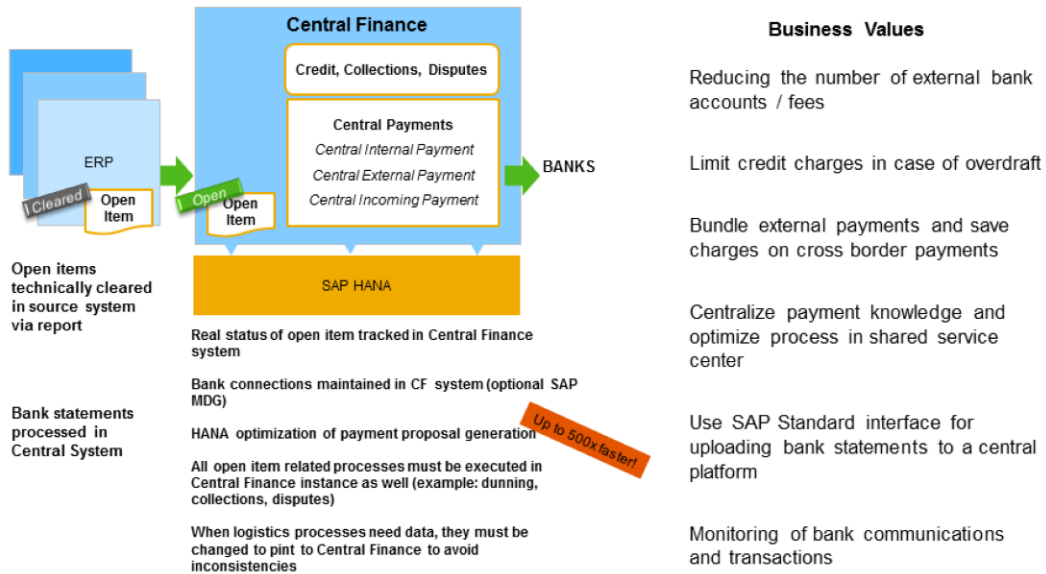 Central Finance
Credit, Collections, Disputes
Central Payments
Central Internal Payment
Central External Payment
Central Incoming Payment
ERP
I Cleared
Open
Item
I Open
Open
Item
BANKS
SAP HANA
Open items
technically cleared
in source system
via report
Bank statements
processed in
Central System
Real status of open item tracked in Central Finance
system
Bank connections maintained in CF system (optional SAP
MDG)
HANA optimization of payment proposal generation
Up to 500x faster!
All open item related processes must be executed in
Central Finance instance as well (example: dunning,
collections, disputes)
When logistics processes need data, they must be
changed to pint to Central Finance to avoid
inconsistencies
Business Values
Reducing the number of external bank
accounts / fees
Limit credit charges in case of overdraft
Bundle external payments and save
charges on cross border payments
Centralize payment knowledge and
optimize process in shared service
center
Use SAP Standard interface for
uploading bank statements to a central
platform
Monitoring of bank communications
and transactions